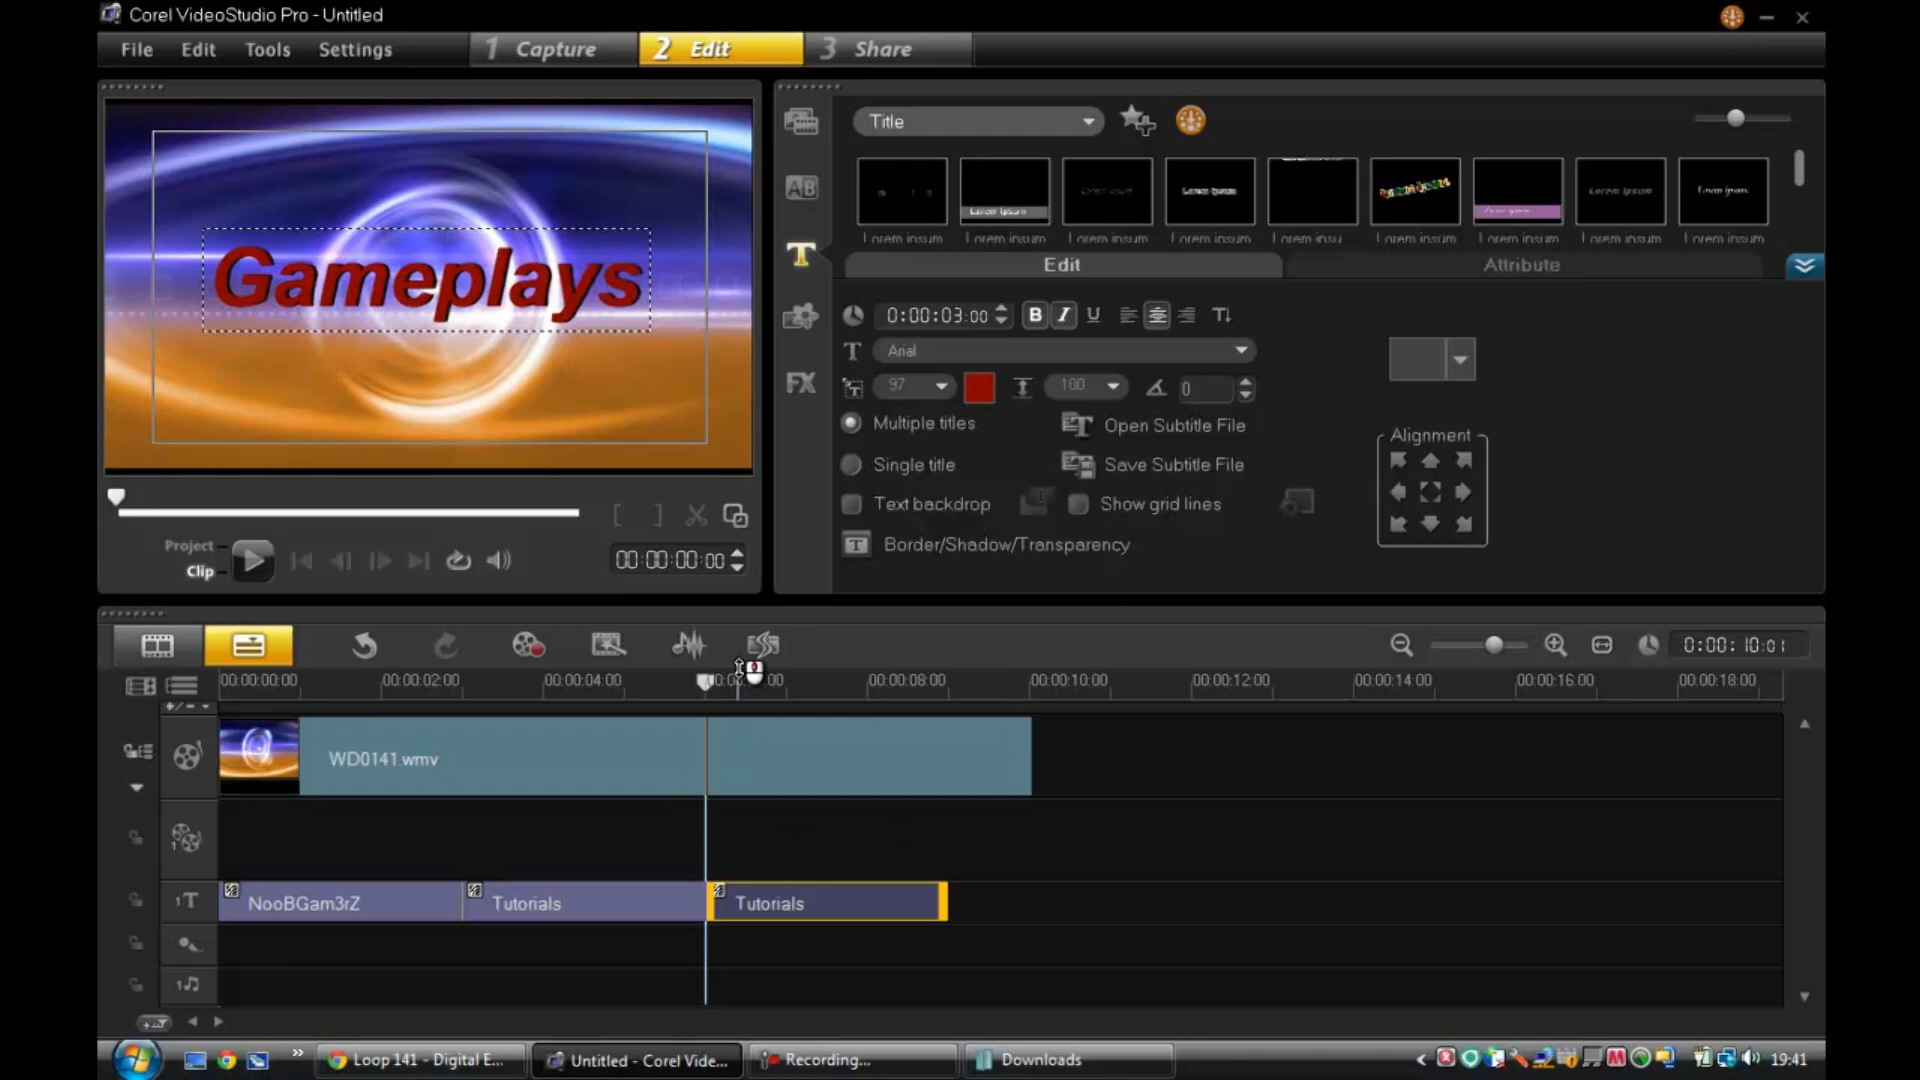 Corel VideoStudio Pro - Untitled
File Edit Tools Settings 1 Capture 2 Edit 3 Share
Title
Lorem ipsum Lorem ipsum Lorem ipsum Lorem ipsum Lorem ipsu Lorem ipsum Lorem ipsum Lorem ipsum Lorem ipsum
Gameplays
Edit Attribute
0:00:03:00 B I U
Arial
97 100 0
Multiple titles Open Subtitle File
Single title Save Subtitle File
Text backdrop Show grid lines
Border/Shadow/Transparency
Alignment
AB
T
FX
Project
Clip
00:00:00:00
0:00:10:01
00:00:00:00 00:00:02:00 00:00:04:00 00:00:08:00 00:00:10:00 00:00:12:00 00:00:14:00 00:00:16:00 00:00:18:00
WD0141.wmv
NooBGam3rZ Tutorials Tutorials
Loop 141 - Digital E... Untitled - Corel Vide... Recording... Downloads 19:41